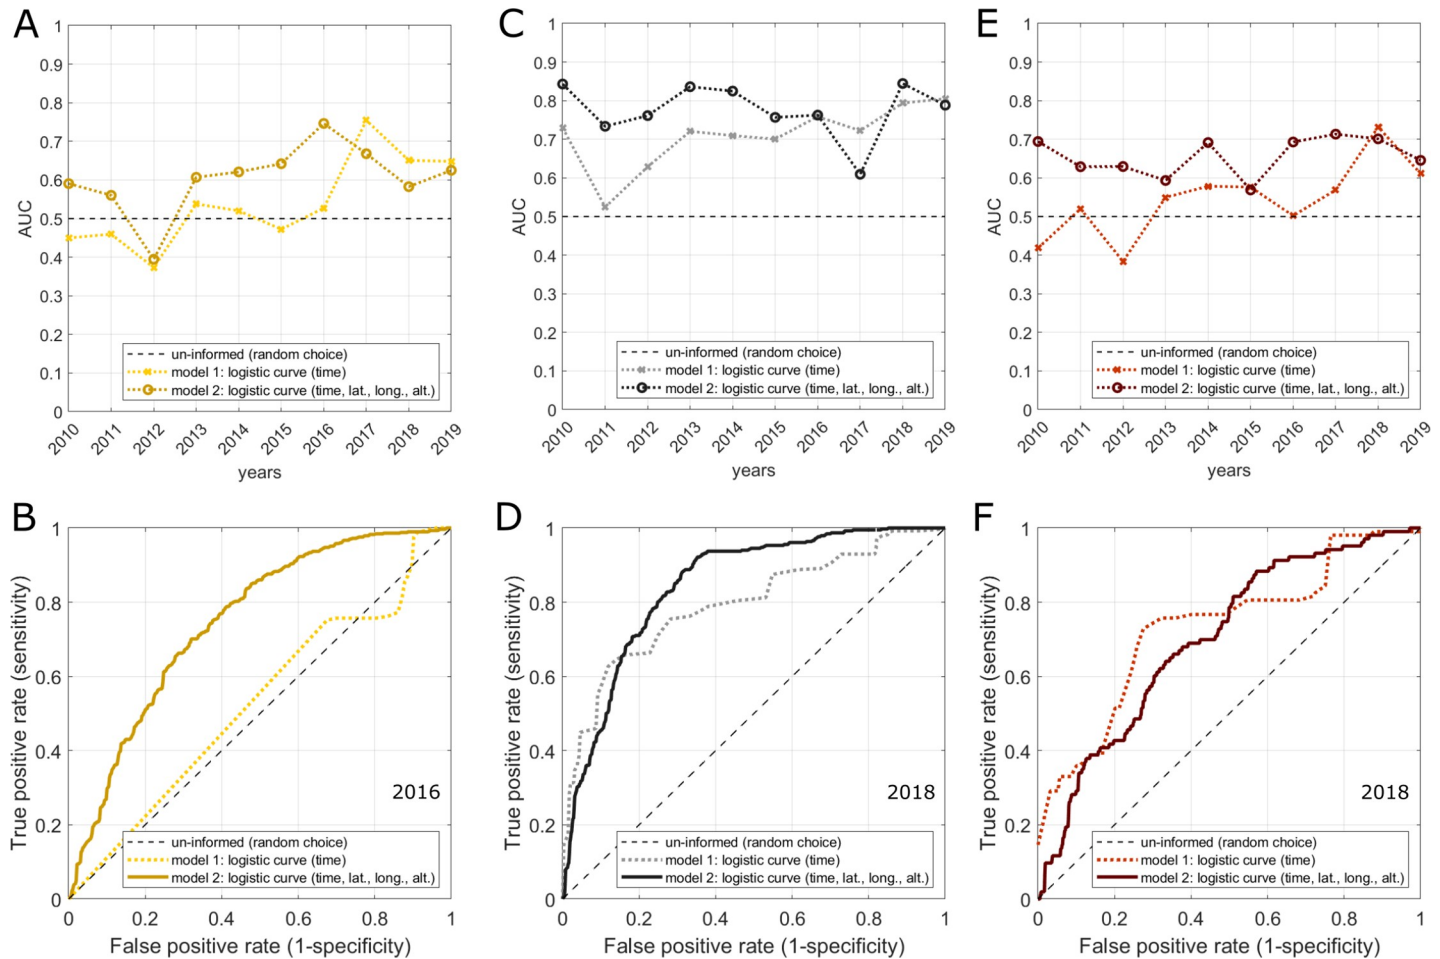 A
1
0.9
0.8
0.7
0.6
0.5
0.4
0.3
0.2
0.1
0
AUC
un-informed (random choice)
model 1: logistic curve (time)
model 2: logistic curve (time, lat., long., alt.)
2010 2011 2012 2013 2014 2015 2016 2017 2018 2019
years
C
1
0.9
0.8
0.7
0.6
0.5
0.4
0.3
0.2
0.1
0
AUC
un-informed (random choice)
model 1: logistic curve (time)
model 2: logistic curve (time, lat., long., alt.)
2010 2011 2012 2013 2014 2015 2016 2017 2018 2019
years
E
1
0.9
0.8
0.7
0.6
0.5
0.4
0.3
0.2
0.1
0
AUC
un-informed (random choice)
model 1: logistic curve (time)
model 2: logistic curve (time, lat., long., alt.)
2010 2011 2012 2013 2014 2015 2016 2017 2018 2019
years
B
1
0.8
0.6
0.4
0.2
0
True positive rate (sensitivity)
2016
un-informed (random choice)
model 1: logistic curve (time)
model 2: logistic curve (time, lat., long., alt.)
0 0.2 0.4 0.6 0.8 1
False positive rate (1-specificity)
D
1
0.8
0.6
0.4
0.2
0
True positive rate (sensitivity)
2018
un-informed (random choice)
model 1: logistic curve (time)
model 2: logistic curve (time, lat., long., alt.)
0 0.2 0.4 0.6 0.8 1
False positive rate (1-specificity)
F
1
0.8
0.6
0.4
0.2
0
True positive rate (sensitivity)
2018
un-informed (random choice)
model 1: logistic curve (time)
model 2: logistic curve (time, lat., long., alt.)
0 0.2 0.4 0.6 0.8 1
False positive rate (1-specificity)